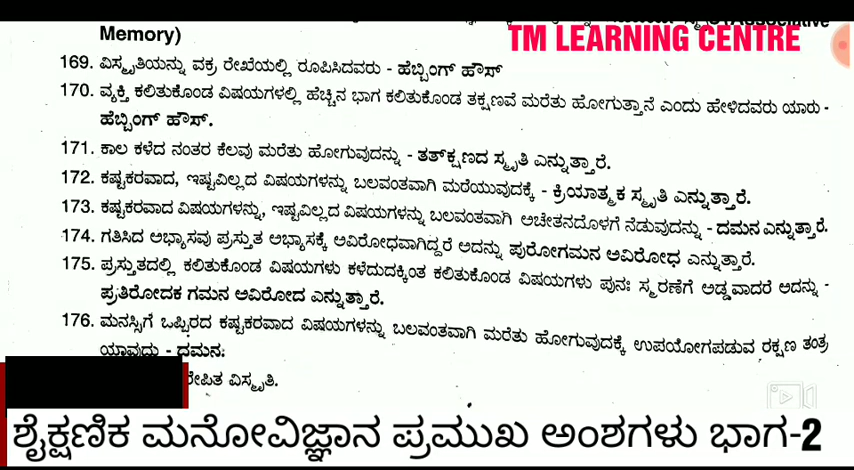 (STAssociative
Memory)
TM LEARNING CENTRE
169. ವಿಸ್ಮೃತಿಯನ್ನು ವಕ್ರ ರೇಖೆಯಲ್ಲಿ ರೂಪಿಸಿದವರು - ಹೆಬ್ಬಿಂಗ್ ಹೌಸ್
170. ವ್ಯಕ್ತಿ ಕಲಿತುಕೊಂಡ ವಿಷಯಗಳಲ್ಲಿ ಹೆಚ್ಚಿನ ಭಾಗ ಕಲಿತುಕೊಂಡ ತಕ್ಷಣವೆ ಮರೆತು ಹೋಗುತ್ತಾನೆ ಎಂದು ಹೇಳಿದವರು ಯಾರು -
ಹೆಬ್ಬಿಂಗ್ ಹೌಸ್.
171. ಕಾಲ ಕಳೆದ ನಂತರ ಕೆಲವು ಮರೆತು ಹೋಗುವುದನ್ನು - ತತ್‌ಕ್ಷಣದ ಸ್ಮೃತಿ ಎನ್ನುತ್ತಾರೆ.
172. ಕಷ್ಟಕರವಾದ, ಇಷ್ಟವಿಲ್ಲದ ವಿಷಯಗಳನ್ನು ಬಲವಂತವಾಗಿ ಮರೆಯುವುದಕ್ಕೆ - ಕ್ರಿಯಾತ್ಮಕ ಸ್ಮೃತಿ ಎನ್ನುತ್ತಾರೆ.
173. ಕಷ್ಟಕರವಾದ ವಿಷಯಗಳನ್ನು, ಇಷ್ಟವಿಲ್ಲದ ವಿಷಯಗಳನ್ನು ಬಲವಂತವಾಗಿ ಅಚೇತನದೊಳಗೆ ನೆಡುವುದನ್ನು - ದಮನ ಎನ್ನುತ್ತಾರೆ.
174. ಗತಿಸಿದ ಅಭ್ಯಾಸವು ಪ್ರಸ್ತುತ ಅಭ್ಯಾಸಕ್ಕೆ ಅವಿರೋಧವಾಗಿದ್ದರೆ ಅದನ್ನು ಪುರೋಗಮನ ಅವಿರೋಧ ಎನ್ನುತ್ತಾರೆ.
175. ಪ್ರಸ್ತುತದಲ್ಲಿ ಕಲಿತುಕೊಂಡ ವಿಷಯಗಳು ಕಳೆದುದಕ್ಕಿಂತ ಕಲಿತುಕೊಂಡ ವಿಷಯಗಳು ಪುನಃ ಸ್ಮರಣೆಗೆ ಅಡ್ಡವಾದರೆ ಅದನ್ನು -
ಪ್ರತಿರೋದಕ ಗಮನ ಅವಿರೋದ ಎನ್ನುತ್ತಾರೆ.
176. ಮನಸ್ಸಿಗೆ ಒಪ್ಪಿರದ ಕಷ್ಟಕರವಾದ ವಿಷಯಗಳನ್ನು ಬಲವಂತವಾಗಿ ಮರೆತು ಹೋಗುವುದಕ್ಕೆ ಉಪಯೋಗಪಡುವ ರಕ್ಷಣ ತಂತ್ರ
ಯಾವುದು - ದಮನ:
ರೇಪಿತ ವಿಸ್ಮೃತಿ.
ಶೈಕ್ಷಣಿಕ ಮನೋವಿಜ್ಞಾನ ಪ್ರಮುಖ ಅಂಶಗಳು ಭಾಗ-2